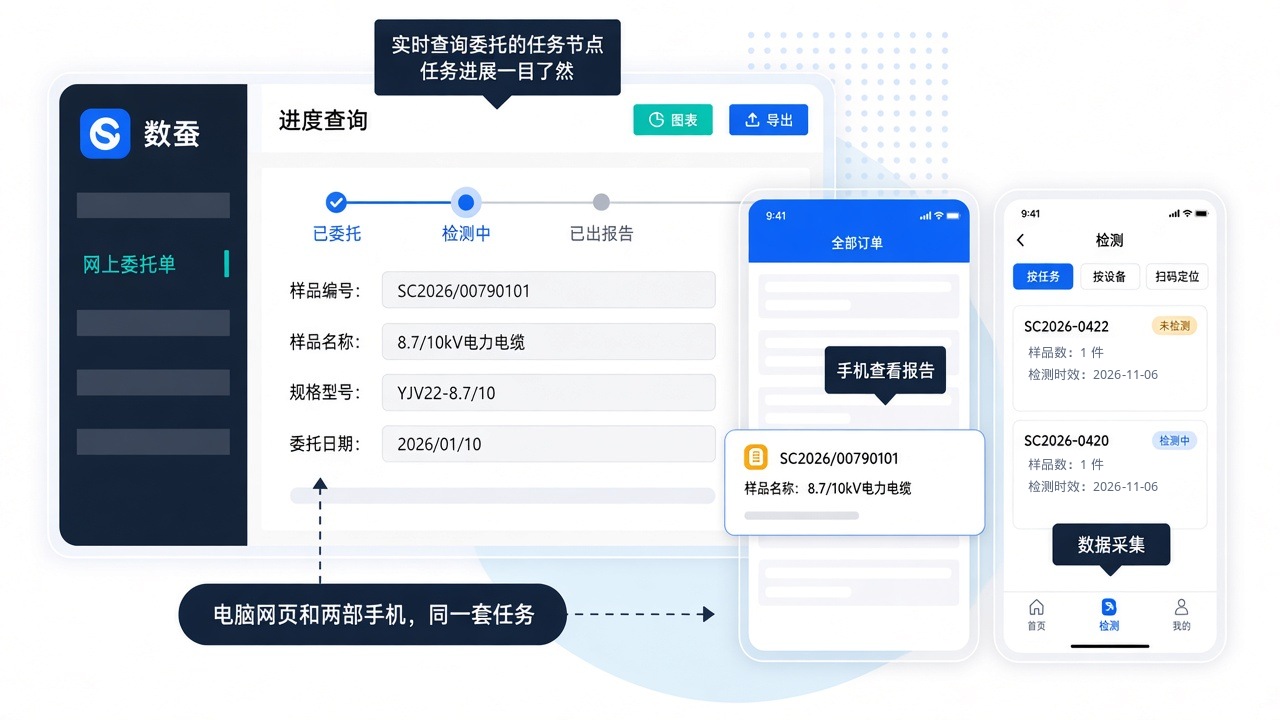 实时查询委托的任务节点
任务进展一目了然
数蚕
网上委托单
进度查询
图表
导出
已委托
检测中
已出报告
样品编号：
SC2026/00790101
样品名称：
8.7/10kV电力电缆
规格型号：
YJV22-8.7/10
委托日期：
2026/01/10
电脑网页和两部手机，同一套任务
9:41
全部订单
手机查看报告
SC2026/00790101
样品名称：8.7/10kV电力电缆
9:41
检测
按任务
按设备
扫码定位
SC2026-0422
未检测
样品数：1 件
检测时效：2026-11-06
SC2026-0420
检测中
样品数：1 件
检测时效：2026-11-06
数据采集
首页
检测
我的